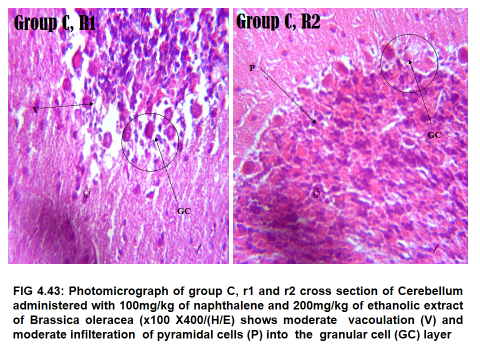 Group C, R1
Group C, R2
V
GC
P
GC
FIG 4.43: Photomicrograph of group C, r1 and r2 cross section of Cerebellum
administered with 100mg/kg of naphthalene and 200mg/kg of ethanolic extract
of Brassica oleracea (x100 X400/(H/E) shows moderate vacoulation (V) and
moderate infilteration of pyramidal cells (P) into the granular cell (GC) layer